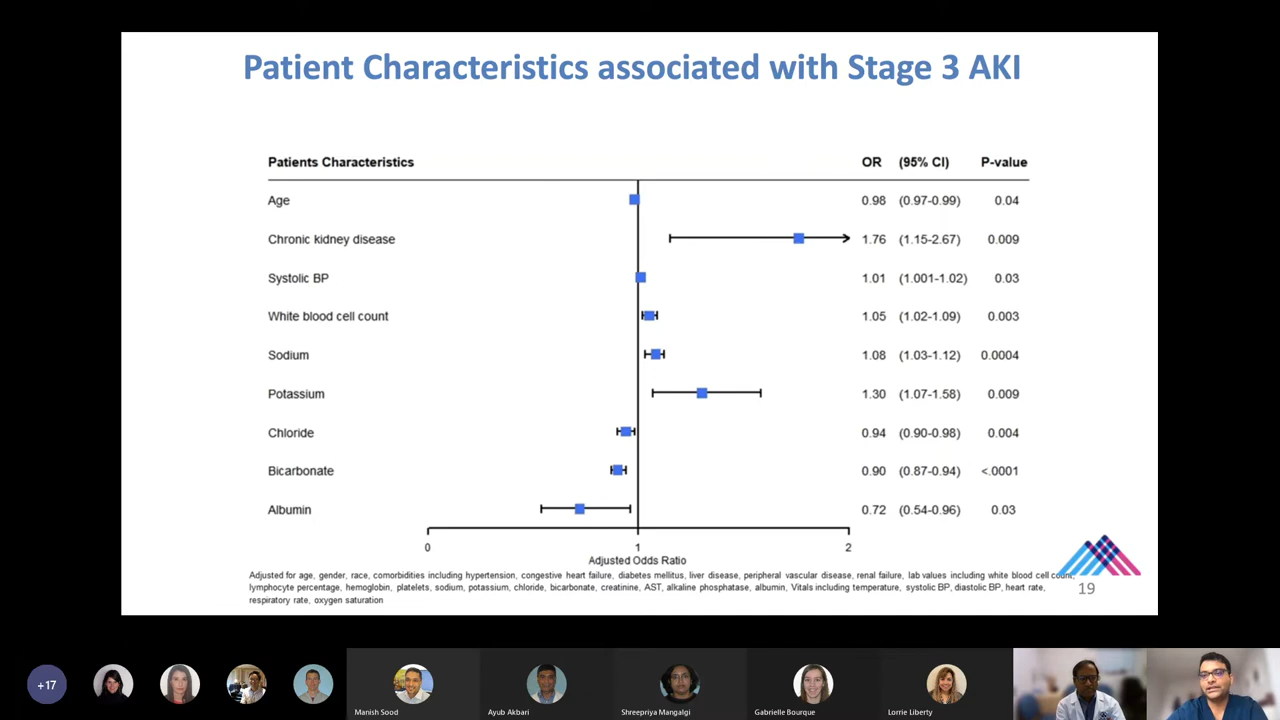 Patient Characteristics associated with Stage 3 AKI
Patients Characteristics OR (95% CI) P-value
Age 0.98 (0.97-0.99) 0.04
Chronic kidney disease 1.76 (1.15-2.67) 0.009
Systolic BP 1.01 (1.001-1.02) 0.03
White blood cell count 1.05 (1.02-1.09) 0.003
Sodium 1.08 (1.03-1.12) 0.0004
Potassium 1.30 (1.07-1.58) 0.009
Chloride 0.94 (0.90-0.98) 0.004
Bicarbonate 0.90 (0.87-0.94) <.0001
Albumin 0.72 (0.54-0.96) 0.03
0 1 2
Adjusted Odds Ratio
Adjusted for age, gender, race, comorbidities including hypertension, congestive heart failure, diabetes mellitus, liver disease, peripheral vascular disease, renal failure, lab values including white blood cell count,
lymphocyte percentage, hemoglobin, platelets, sodium, potassium, chloride, bicarbonate, creatinine, AST, alkaline phosphatase, albumin, Vitals including temperature, systolic BP, diastolic BP, heart rate,
respiratory rate, oxygen saturation
19
+17
Manish Sood Ayub Akbari Shreepriya Mangalgi Gabrielle Bourque Lorrie Liberty